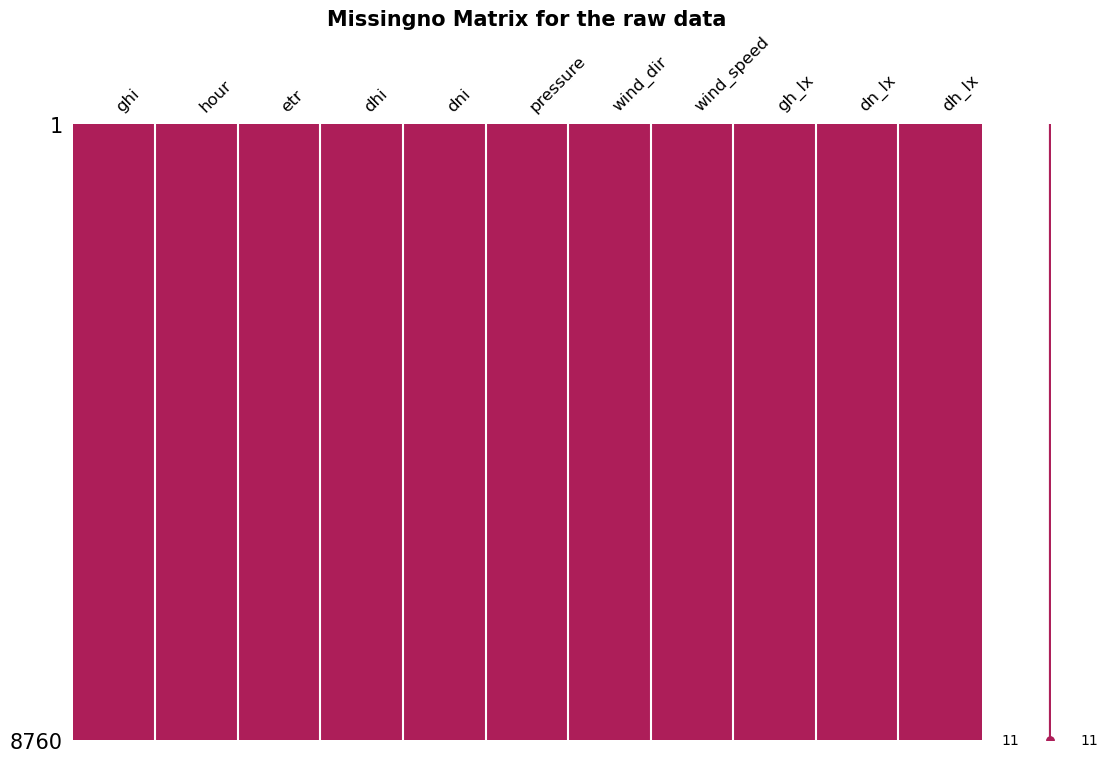 Missingno Matrix for the raw data
ghi
hour
etr
dhi
dni
pressure
wind_dir
wind_speed
gh_lx
dn_lx
dh_lx
1
8760
11
11